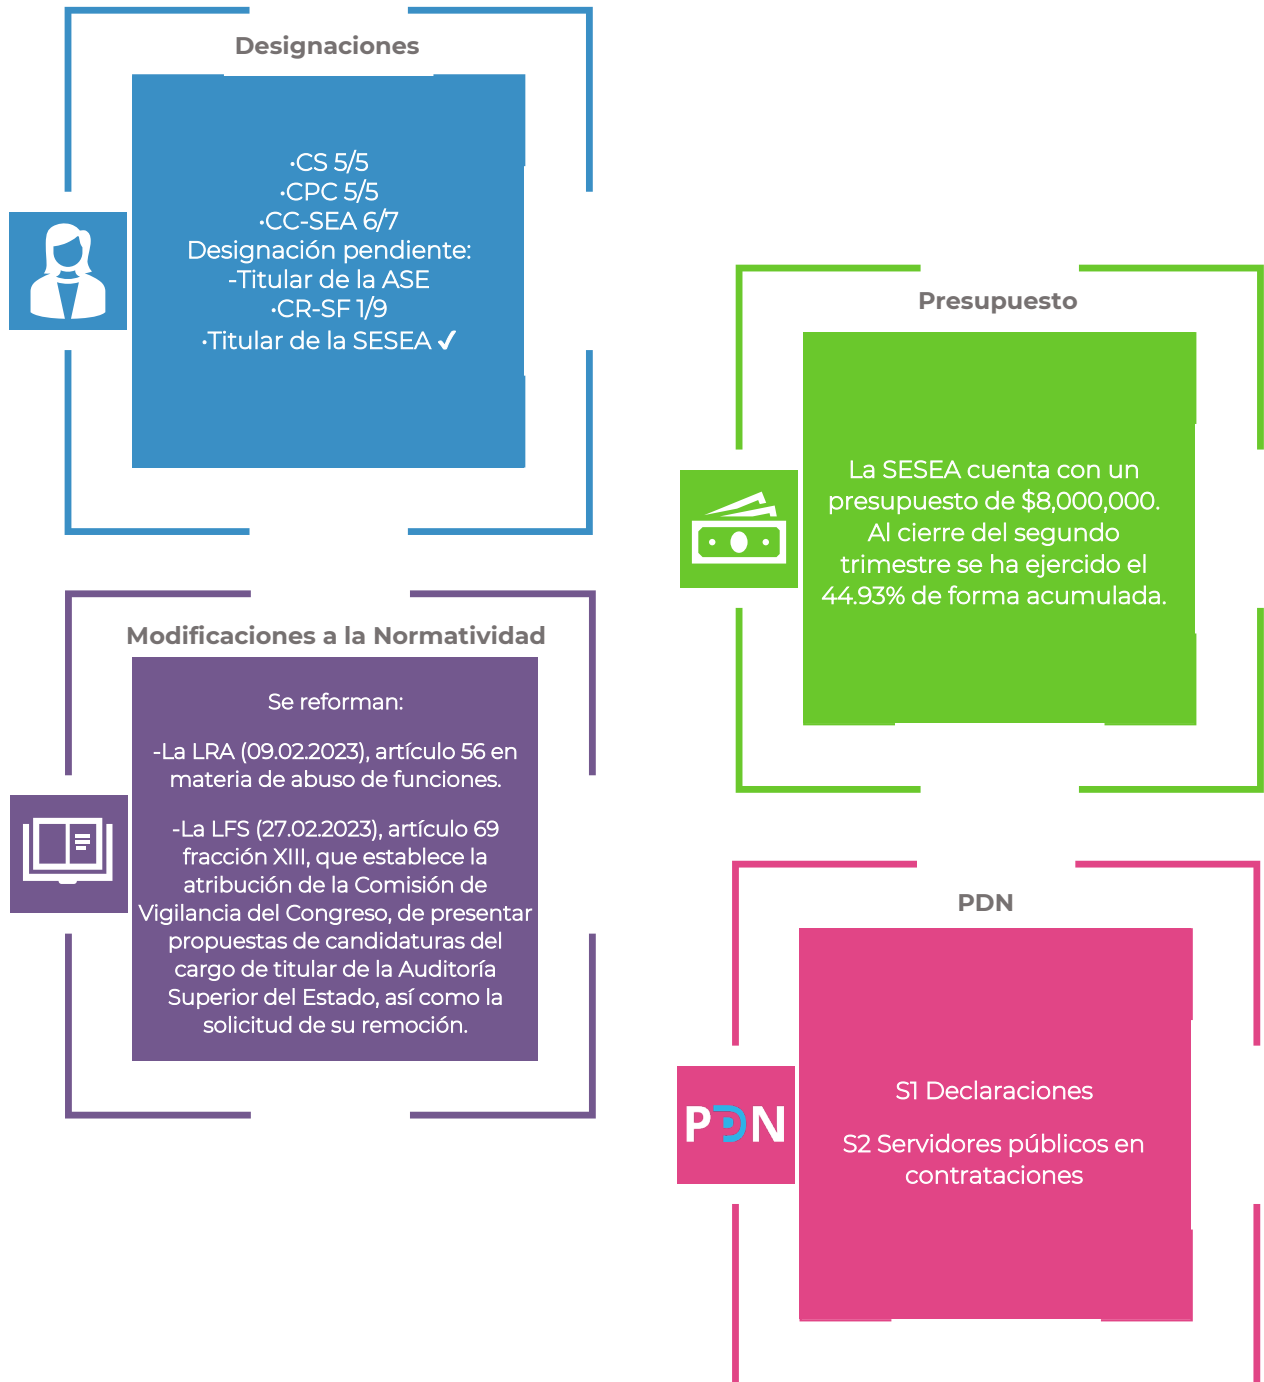 Designaciones
•CS 5/5
•CPC 5/5
•CC-SEA 6/7
Designación pendiente:
-Titular de la ASE
•CR-SF 1/9
•Titular de la SESEA ✔
Modificaciones a la Normatividad
Se reforman:
-La LRA (09.02.2023), artículo 56 en
materia de abuso de funciones.
-La LFS (27.02.2023), artículo 69
fracción XIII, que establece la
atribución de la Comisión de
Vigilancia del Congreso, de presentar
propuestas de candidaturas del
cargo de titular de la Auditoría
Superior del Estado, así como la
solicitud de su remoción.
Presupuesto
La SESEA cuenta con un
presupuesto de $8,000,000.
Al cierre del segundo
trimestre se ha ejercido el
44.93% de forma acumulada.
PDN
PDN
S1 Declaraciones
S2 Servidores públicos en
contrataciones